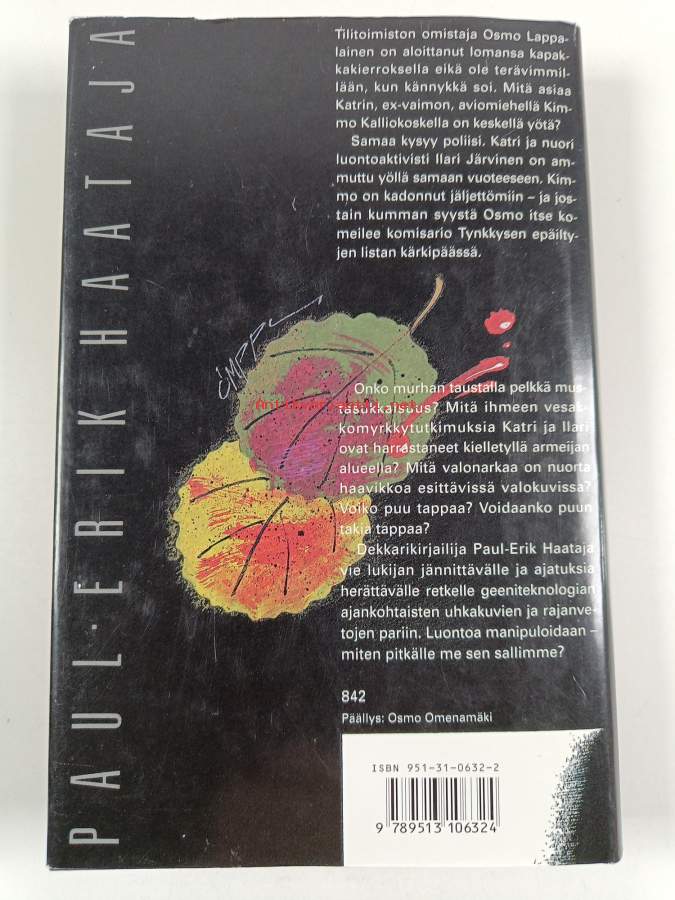 PAUL-ERIK HAATAJA
Tilitoimiston omistaja Osmo Lappa-
lainen on aloittanut lomansa kapak-
kakierroksella eikä ole terävimmil-
lään, kun kännykkä soi. Mitä asiaa
Katrin, ex-vaimon, aviomiehellä Kim-
mo Kalliokoskella on keskellä yötä?
Samaa kysyy poliisi. Katri ja nuori
luontoaktivisti Ilari Järvinen on am-
muttu yöllä samaan vuoteeseen. Kim-
mo on kadonnut jäljettömiin – ja jos-
tain kumman syystä Osmo itse ko-
meilee komisario Tynkkysen epäilty-
jen listan kärkipäässä.
Onko murhan taustalla pelkkä mus-
tasukkaisuus? Mitä ihmeen vesak-
komyrkkytutkimuksia Katri ja Ilari
ovat harrastaneet kielletyllä armeijan
alueella? Mitä valonarkaa on nuorta
haavikkoa esittävissä valokuvissa?
Voiko puu tappaa? Voidaanko puun
takia tappaa?
Dekkarikirjailija Paul-Erik Haataja
vie lukijan jännittävälle ja ajatuksia
herättävälle retkelle geeniteknologian
ajankohtaisten uhkakuvien ja rajanve-
tojen pariin. Luontoa manipuloidaan –
miten pitkälle me sen sallimme?
842
Päällys: Osmo Omenamäki
ISBN 951-31-0632-2
9 789513 106324